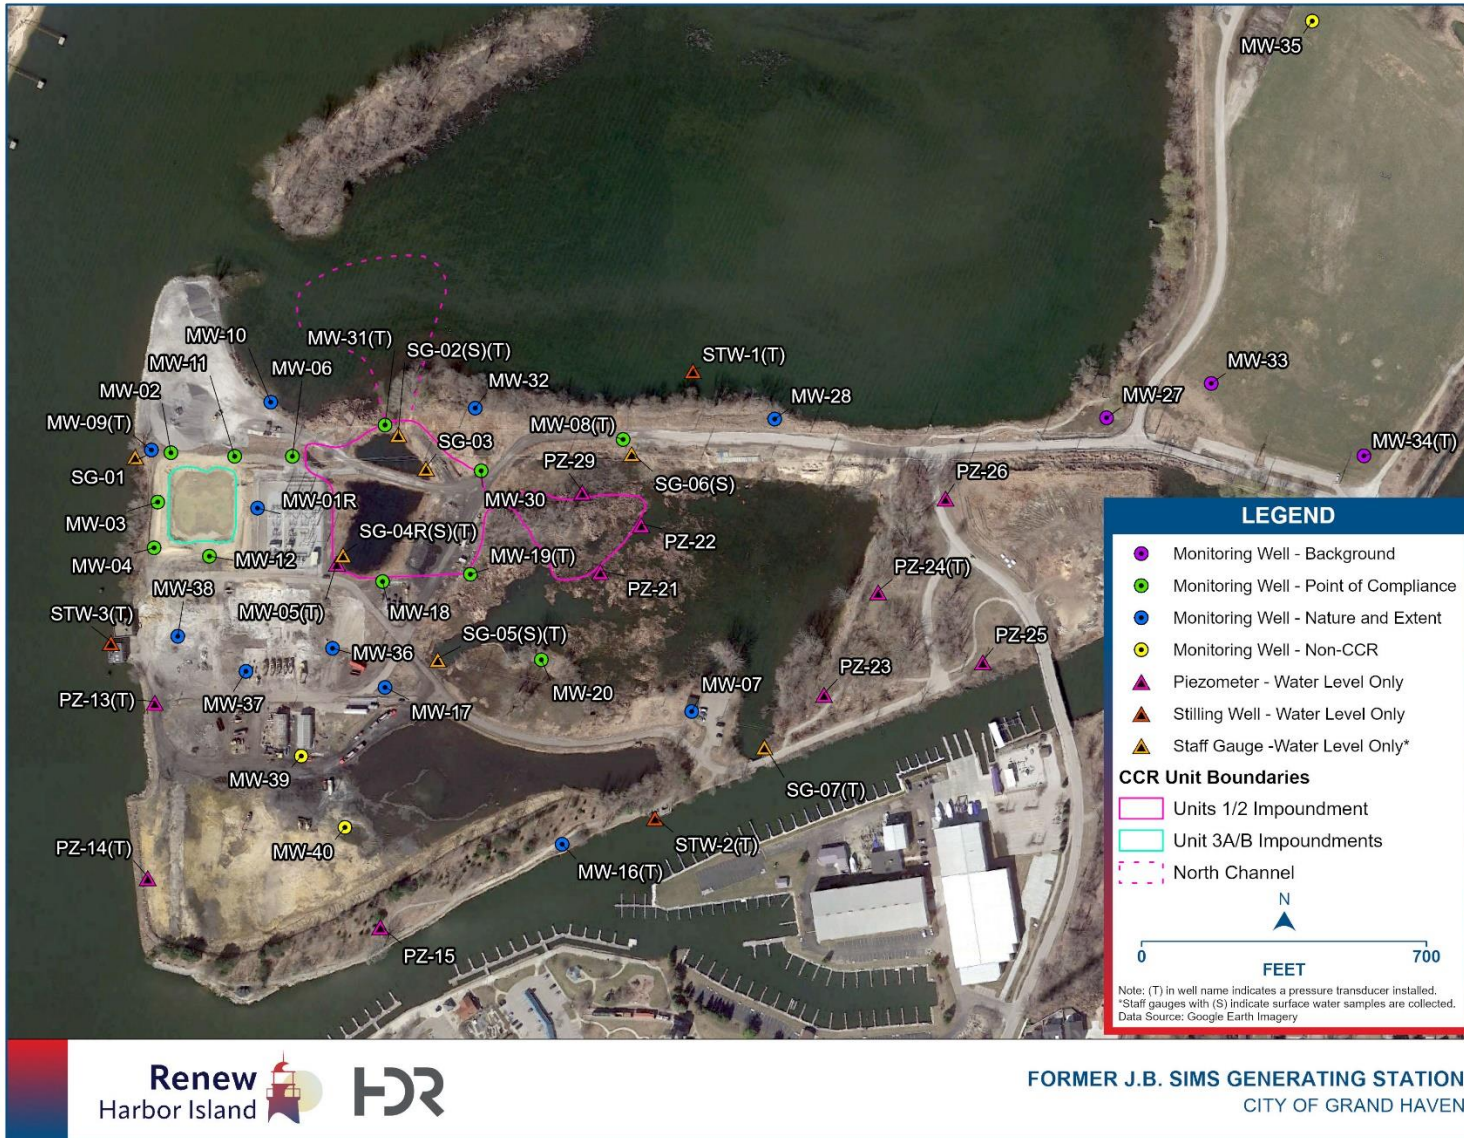 MW-35
MW-10
MW-31(T)
SG-02(S)(T)
STW-1(T)
MW-11
MW-06
MW-32
MW-33
MW-02
MW-28
MW-27
MW-09(T)
MW-08(T)
SG-03
MW-34(T)
SG-01
PZ-29
PZ-26
SG-06(S)
MW-01R
MW-30
MW-03
SG-04R(S)(T)
PZ-22
MW-19(T)
MW-04
MW-12
PZ-21
PZ-24(T)
MW-38
MW-05(T)
MW-18
STW-3(T)
SG-05(S)(T)
MW-36
PZ-25
PZ-23
MW-20
MW-07
PZ-13(T)
MW-37
MW-17
MW-39
SG-07(T)
PZ-14(T)
MW-40
STW-2(T)
MW-16(T)
PZ-15
LEGEND
Monitoring Well - Background
Monitoring Well - Point of Compliance
Monitoring Well - Nature and Extent
Monitoring Well - Non-CCR
Piezometer - Water Level Only
Stilling Well - Water Level Only
Staff Gauge -Water Level Only*
CCR Unit Boundaries
Units 1/2 Impoundment
Unit 3A/B Impoundments
North Channel
N
0 700
FEET
Note: (T) in well name indicates a pressure transducer installed.
*Staff gauges with (S) indicate surface water samples are collected.
Data Source: Google Earth Imagery
Renew
Harbor Island
HDR
FORMER J.B. SIMS GENERATING STATION
CITY OF GRAND HAVEN